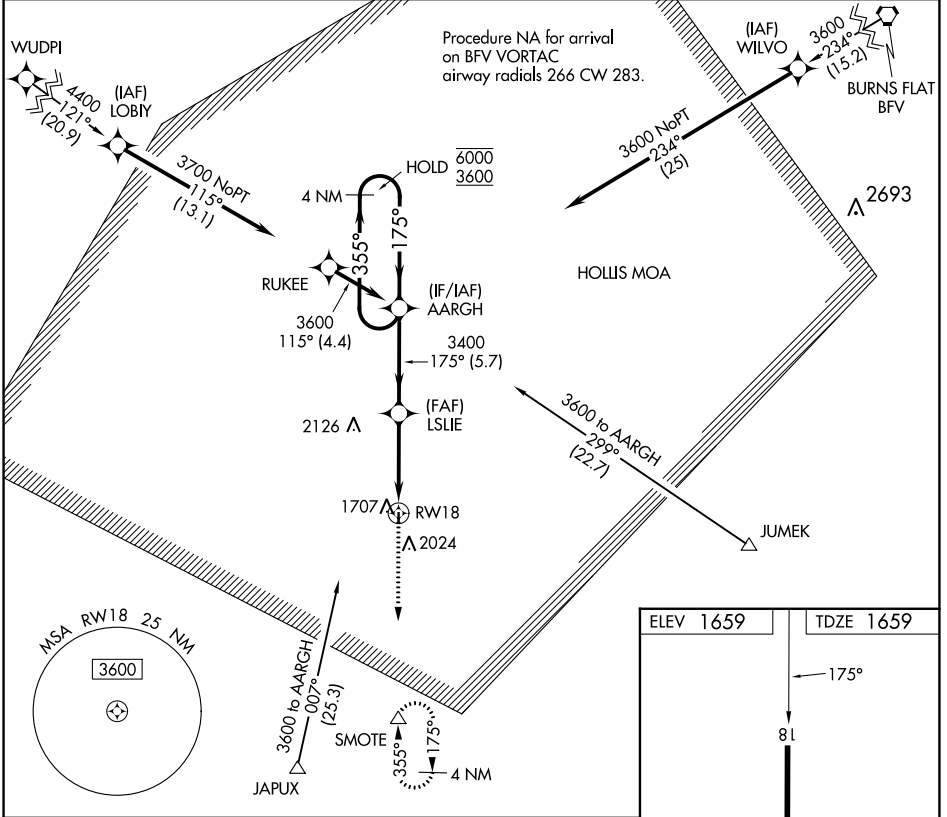 WUDPI
4400
121°
(20.9)
(IAF)
LOBIY
3700 NoPT
115°
(13.1)
Procedure NA for arrival
on BFV VORTAC
airway radials 266 CW 283.
(IAF)
WILVO
3600
234°
(15.2)
BURNS FLAT
BFV
3600 NoPT
234°
(25)
HOLD 6000
3600
4 NM
355°
175°
2693
RUKEE
3600
115° (4.4)
(IF/IAF)
AARGH
HOLLIS MOA
3400
175° (5.7)
(FAF)
LSLIE
2126
3600 to AARGH
299°
(22.7)
JUMEK
1707
RW18
2024
MSA RW18 25 NM
3600
3600 to AARGH
007°
(25.3)
JAPUX
SMOTE
355°
175°
4 NM
ELEV 1659
TDZE 1659
175°
18